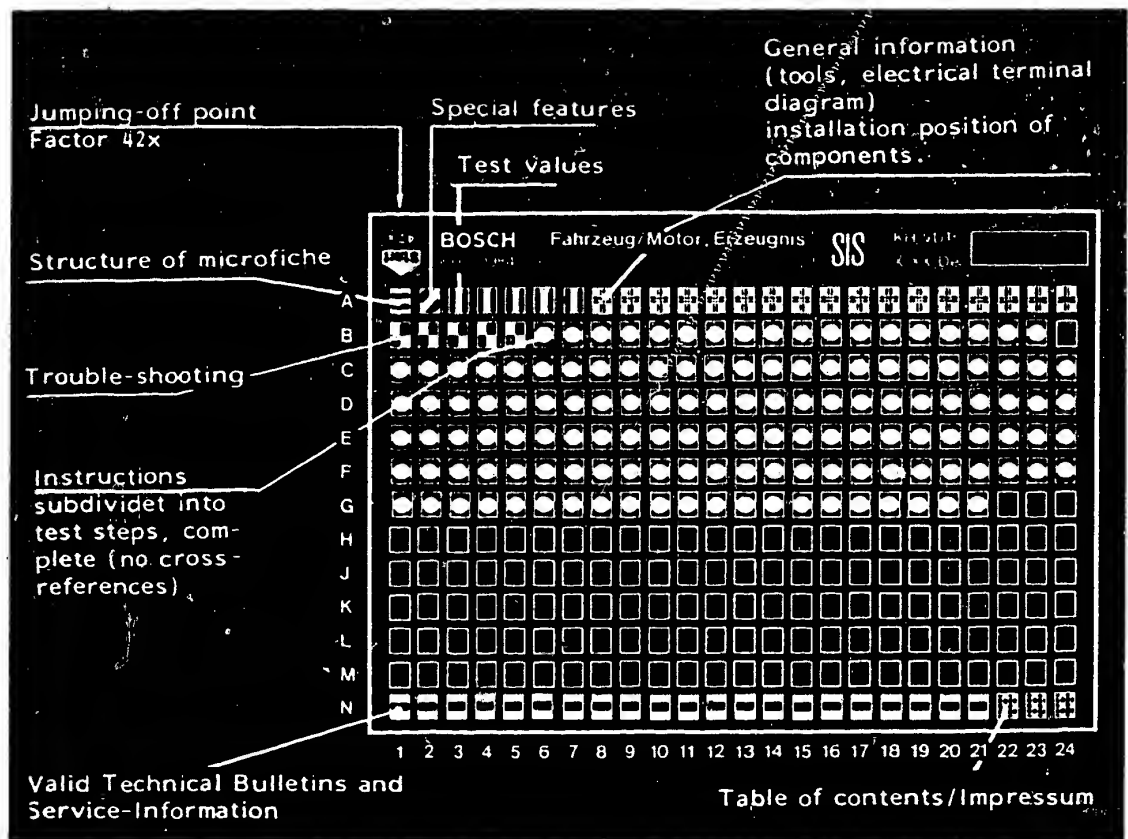 General information
(tools, electrical terminal
diagram)
installation position of
components.
Jumping-off point
Factor 42x
Special features
Test values
Structure of microfiche
BOSCH Fahrzeug/Motor, Erzeugnis SIS
A
B
Trouble-shooting
C
D
E
F
G
H
J
K
L
M
N
Instructions
subdividet into
test steps, com-
plete (no cross-
references)
1 2 3 4 5 6 7 8 9 10 11 12 13 14 15 16 17 18 19 20 21 22 23 24
Valid Technical Bulletins and
Service-Information
Table of contents/Impressum